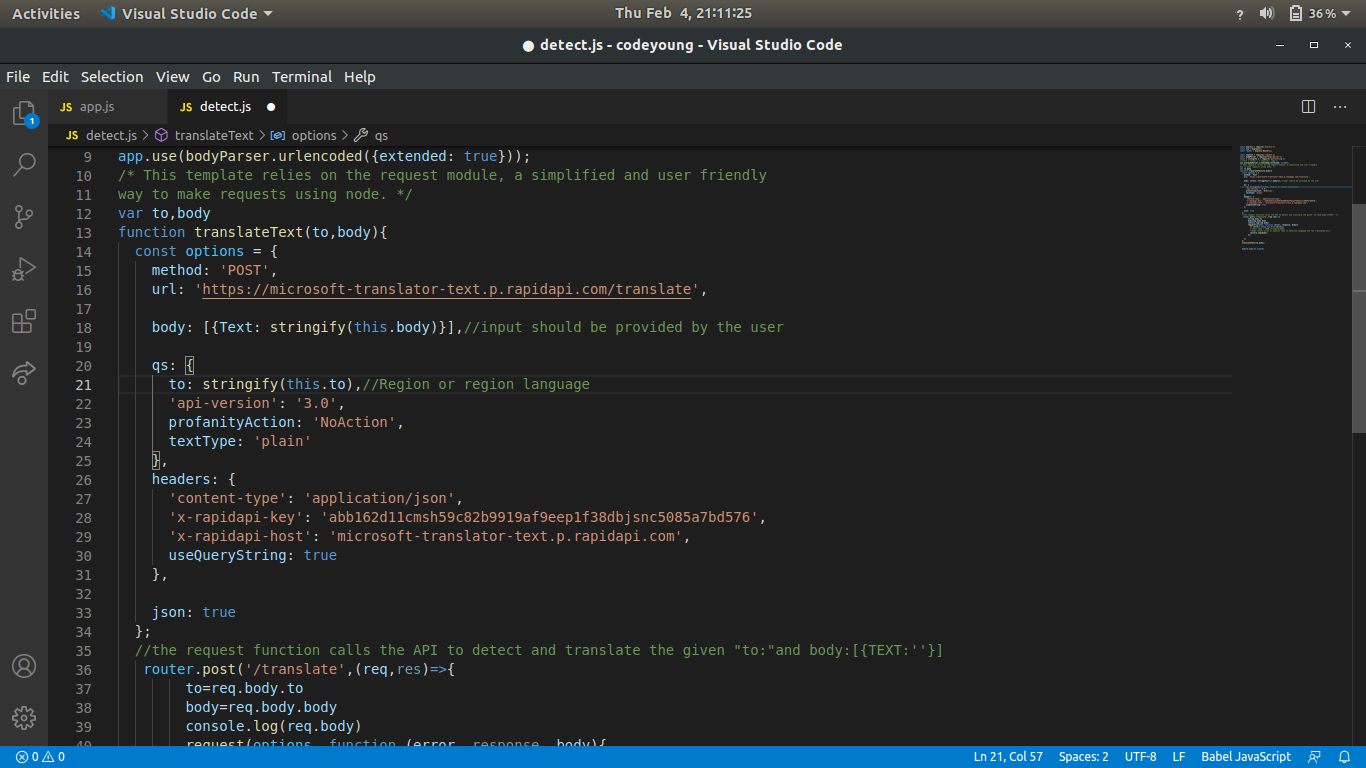 Activities Visual Studio Code Thu Feb 4, 21:11:25 ? 36%
● detect.js - codeyoung - Visual Studio Code
File Edit Selection View Go Run Terminal Help
JS app.js JS detect.js ●
JS detect.js > translateText > options > qs
1
9 app.use(bodyParser.urlencoded({extended: true}));
10 /* This template relies on the request module, a simplified and user friendly
11 way to make requests using node. */
12 var to,body
13 function translateText(to,body){
14 const options = {
15 method: 'POST',
16 url: 'https://microsoft-translator-text.p.rapidapi.com/translate',
17
18 body: [{Text: stringify(this.body)}],//input should be provided by the user
19
20 qs: {
21 to: stringify(this.to),//Region or region language
22 'api-version': '3.0',
23 profanityAction: 'NoAction',
24 textType: 'plain'
25 },
26 headers: {
27 'content-type': 'application/json',
28 'x-rapidapi-key': 'abb162d11cmsh59c82b9919af9eep1f38dbjsnc5085a7bd576',
29 'x-rapidapi-host': 'microsoft-translator-text.p.rapidapi.com',
30 useQueryString: true
31 },
32
33 json: true
34 };
35 //the request function calls the API to detect and translate the given "to:"and body:[{TEXT:''}]
36 router.post('/translate',(req,res)=>{
37 to=req.body.to
38 body=req.body.body
39 console.log(req.body)
40 request(options, function (error, response, body){
0 0 Ln 21, Col 57 Spaces: 2 UTF-8 LF Babel JavaScript